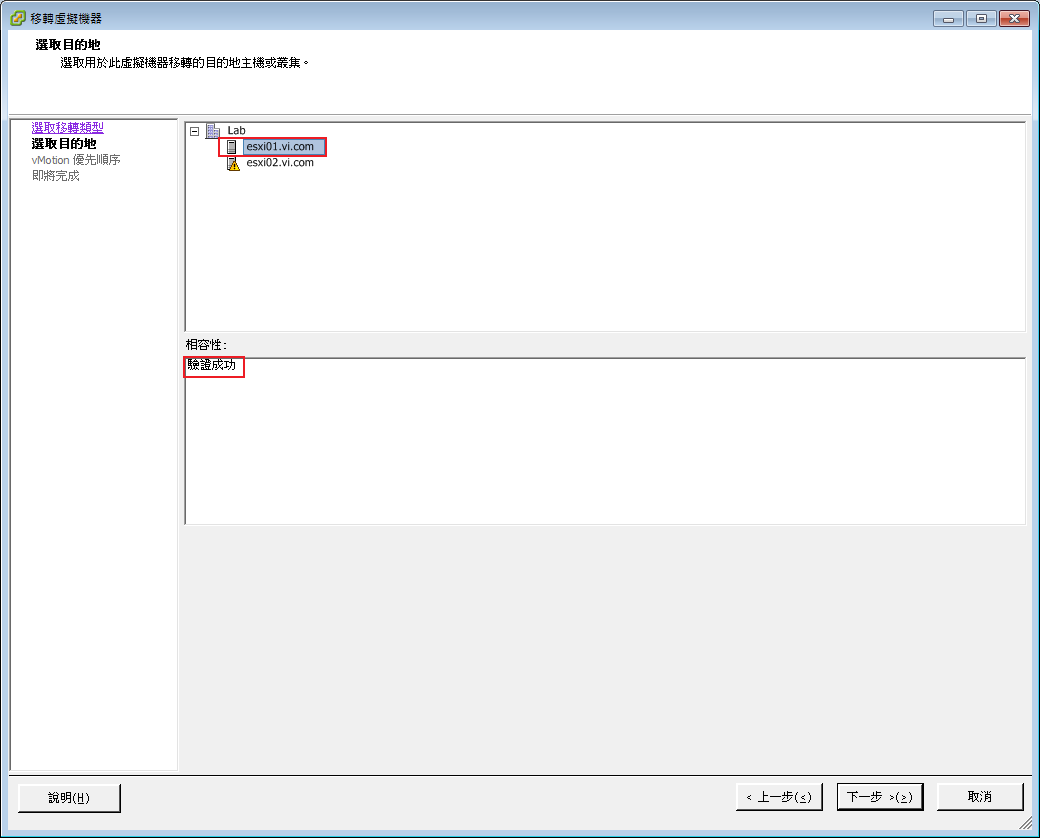 移轉虛擬機器
選取目的地
選取用於此虛擬機器移轉的目的地主機或叢集。
選取移轉類型
選取目的地
vMotion 優先順序
即將完成
Lab
esxi01.vi.com
esxi02.vi.com
相容性:
驗證成功
說明(H)
< 上一步(<)
下一步 >(>)
取消